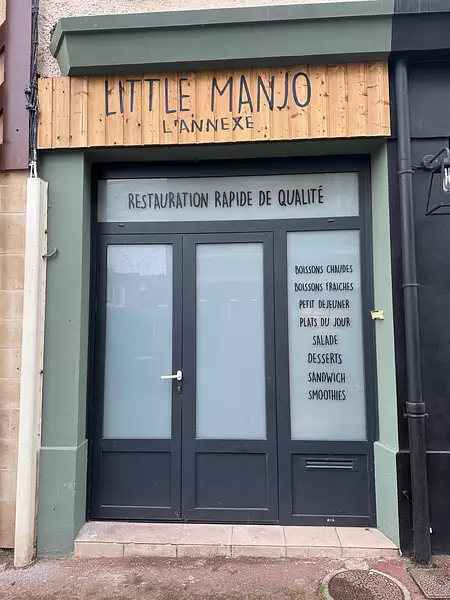 LITTLE MANJO
L'ANNEXE
RESTAURATION RAPIDE DE QUALITÉ
BOISSONS CHAUDES
BOISSONS FRAICHES
PETIT DEJEUNER
PLATS DU JOUR
SALADE
DESSERTS
SANDWICH
SMOOTHIES